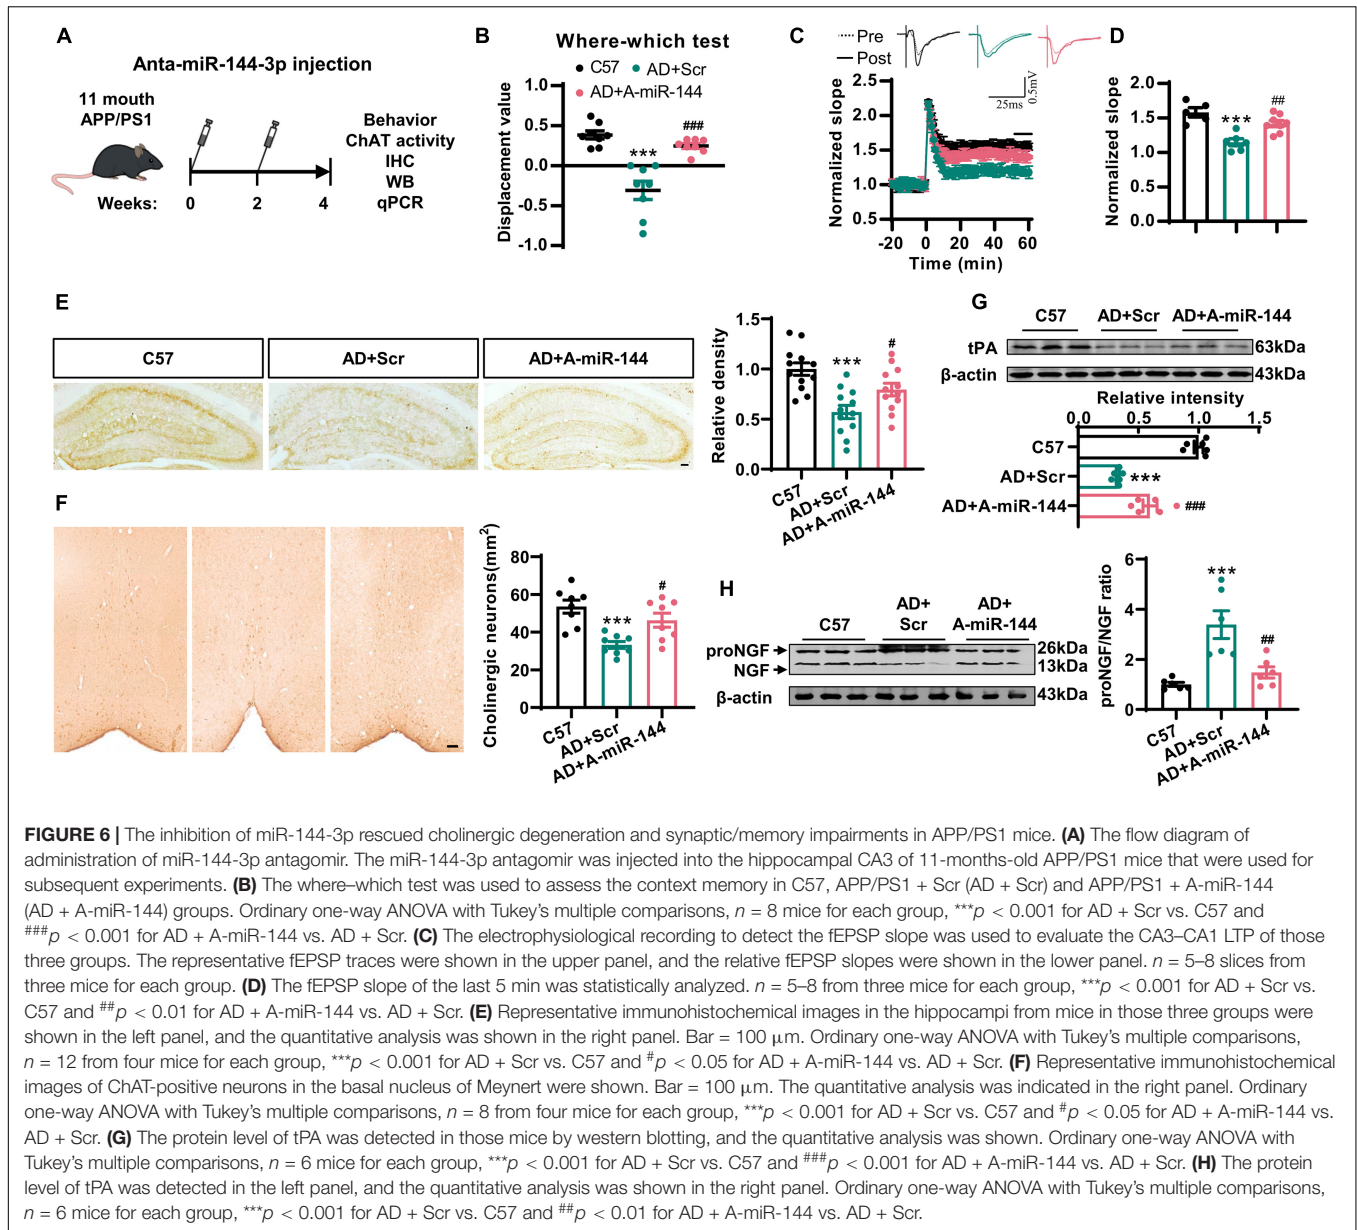 A
Anta-miR-144-3p injection
11 mouth
APP/PS1
Behavior
ChAT activity
IHC
WB
qPCR
Weeks:
0
2
4
B
Where-which test
C57
AD+Scr
AD+A-miR-144
Displacement value
1.0
0.5
0.0
-0.5
-1.0
***
###
C
Pre
Post
0.5mV
25ms
Normalized slope
2.5
2.0
1.5
1.0
0.5
-20 0 20 40 60
Time (min)
D
Normalized slope
2.0
1.5
1.0
0.5
0.0
***
##
E
C57
AD+Scr
AD+A-miR-144
Relative density
1.5
1.0
0.5
0.0
***
#
C57
AD+Scr
AD+A-miR-144
G
C57 AD+Scr AD+A-miR-144
tPA 63kDa
β-actin 43kDa
Relative intensity
0.0 0.5 1.0 1.5
C57
AD+Scr ***
AD+A-miR-144 ###
F
Cholinergic neurons(mm²)
80
60
40
20
0
***
#
C57
AD+Scr
AD+A-miR-144
H
C57
AD+
Scr
AD+
A-miR-144
proNGF 26kDa
NGF 13kDa
β-actin 43kDa
proNGF/NGF ratio
6
4
2
0
***
##
C57
AD+Scr
AD+A-miR-144
FIGURE 6 | The inhibition of miR-144-3p rescued cholinergic degeneration and synaptic/memory impairments in APP/PS1 mice. (A) The flow diagram of
administration of miR-144-3p antagomir. The miR-144-3p antagomir was injected into the hippocampal CA3 of 11-months-old APP/PS1 mice that were used for
subsequent experiments. (B) The where–which test was used to assess the context memory in C57, APP/PS1 + Scr (AD + Scr) and APP/PS1 + A-miR-144
(AD + A-miR-144) groups. Ordinary one-way ANOVA with Tukey's multiple comparisons, n = 8 mice for each group, ***p < 0.001 for AD + Scr vs. C57 and
###p < 0.001 for AD + A-miR-144 vs. AD + Scr. (C) The electrophysiological recording to detect the fEPSP slope was used to evaluate the CA3–CA1 LTP of those
three groups. The representative fEPSP traces were shown in the upper panel, and the relative fEPSP slopes were shown in the lower panel. n = 5–8 slices from
three mice for each group. (D) The fEPSP slope of the last 5 min was statistically analyzed. n = 5–8 from three mice for each group, ***p < 0.001 for AD + Scr vs.
C57 and ##p < 0.01 for AD + A-miR-144 vs. AD + Scr. (E) Representative immunohistochemical images in the hippocampi from mice in those three groups were
shown in the left panel, and the quantitative analysis was shown in the right panel. Bar = 100 μm. Ordinary one-way ANOVA with Tukey's multiple comparisons,
n = 12 from four mice for each group, ***p < 0.001 for AD + Scr vs. C57 and #p < 0.05 for AD + A-miR-144 vs. AD + Scr. (F) Representative immunohistochemical
images of ChAT-positive neurons in the basal nucleus of Meynert were shown. Bar = 100 μm. The quantitative analysis was indicated in the right panel. Ordinary
one-way ANOVA with Tukey's multiple comparisons, n = 8 from four mice for each group, ***p < 0.001 for AD + Scr vs. C57 and #p < 0.05 for AD + A-miR-144 vs.
AD + Scr. (G) The protein level of tPA was detected in those mice by western blotting, and the quantitative analysis was shown. Ordinary one-way ANOVA with
Tukey's multiple comparisons, n = 6 mice for each group, ***p < 0.001 for AD + Scr vs. C57 and ###p < 0.001 for AD + A-miR-144 vs. AD + Scr. (H) The protein
level of tPA was detected in the left panel, and the quantitative analysis was shown in the right panel. Ordinary one-way ANOVA with Tukey's multiple comparisons,
n = 6 mice for each group, ***p < 0.001 for AD + Scr vs. C57 and ##p < 0.01 for AD + A-miR-144 vs. AD + Scr.